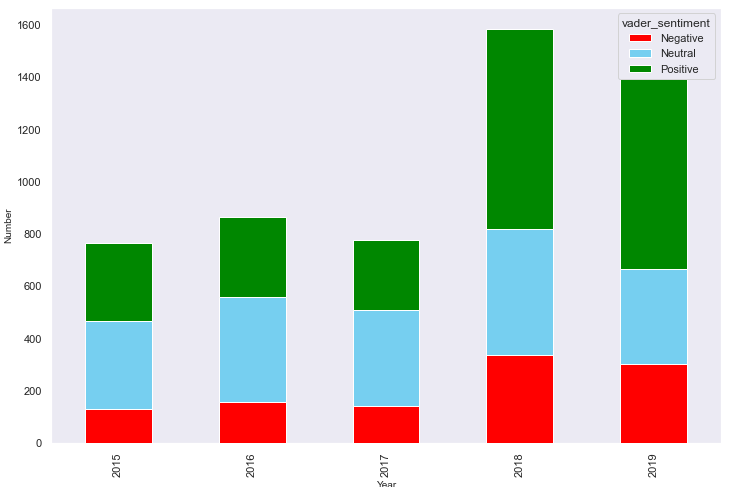 vader_sentiment
Negative
Neutral
Positive
1600
1400
1200
1000
800
600
400
200
0
Number
2015
2016
2017
2018
2019
Year